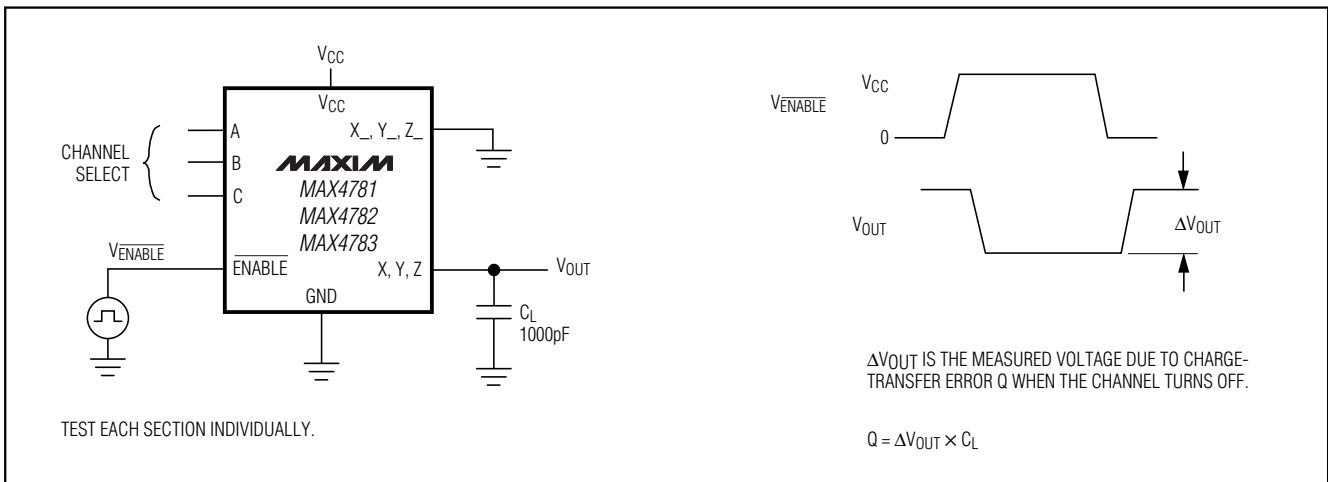 VCC
VCC
CHANNEL
SELECT
A
B
C
X_, Y_, Z_
MAXIM
MAX4781
MAX4782
MAX4783
VENABLE
ENABLE
X, Y, Z
VOUT
GND
CL
1000pF
TEST EACH SECTION INDIVIDUALLY.
VENABLE
VCC
0
VOUT
ΔVOUT
ΔVOUT IS THE MEASURED VOLTAGE DUE TO CHARGE-
TRANSFER ERROR Q WHEN THE CHANNEL TURNS OFF.
Q = ΔVOUT × CL